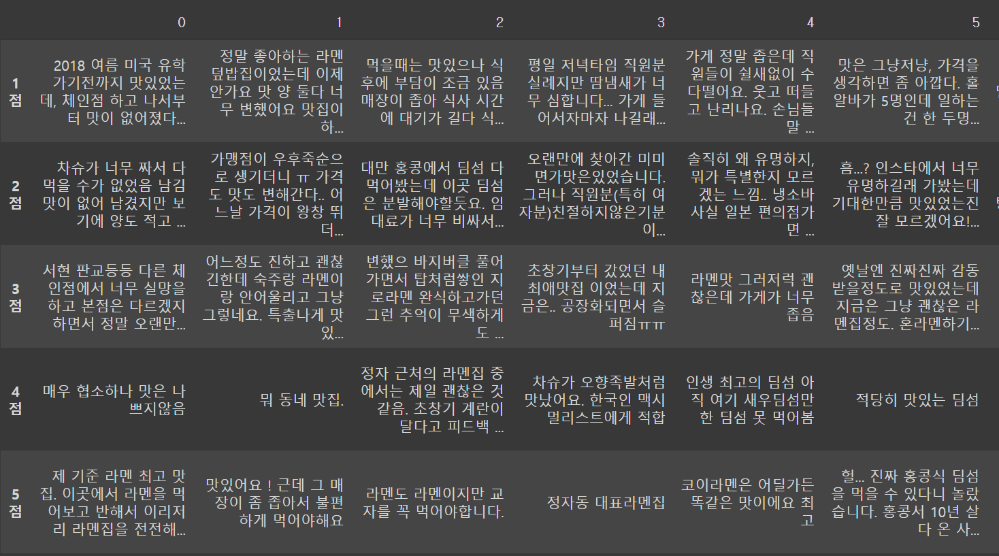 0 1 2 3 4 5
1
점
2018 여름 미국 유학
가기전까지 맛있었는
데, 체인점 하고 나서부
터 맛이 없어졌다...
정말 좋아하는 라멘
덮밥집이었는데 이제
안가요 맛 양 둘다 너
무 변했어요 맛집이
하...
먹을때는 맛있으나 식
후에 부담이 조금 있음
매장이 좁아 식사 시간
에 대기가 길다 식...
평일 저녁타임 직원분
실례지만 땀냄새가 너
무 심합니다... 가게 들
어서자마자 나길래...
가게 정말 좁은데 직
원들이 쉴새없이 수
다떨어요. 웃고 떠들
고 난리나요. 손님들
말 ...
맛은 그냥저냥, 가격을
생각하면 좀 아깝다. 홀
알바가 5명인데 일하는
건 한 두명...
2
점
차슈가 너무 짜서 다
먹을 수가 없었음 남김
맛이 없어 남겼지만 보
기에 양도 적고 ...
가맹점이 우후죽순으
로 생기더니 ㅠ 가격
도 맛도 변해간다.. 어
느날 가격이 왕창 뛰
더...
대만 홍콩에서 딤섬 다
먹어봤는데 이곳 딤섬
은 분발해야할듯요. 임
대료가 너무 비싸서...
오랜만에 찾아간 미미
면가맛은있었습니다.
그러나 직원분(특히 여
자분)친절하지않은기분
이...
솔직히 왜 유명하지,
뭐가 특별한지 모르
겠는 느낌.. 냉소바
사실 일본 편의점가
면 ...
흠...? 인스타에서 너무
유명하길래 가봤는데
기대한만큼 맛있었는진
잘 모르겠어요!...
3
점
서현 판교등등 다른 체
인점에서 너무 실망을
하고 본점은 다르겠지
하면서 정말 오랜만...
어느정도 진하고 괜찮
긴한데 숙주랑 라멘이
랑 안어울리고 그냥
그렇네요. 특출나게 맛
있...
변했으 바지버클 풀어
가면서 탑처럼쌓인 지
로라멘 완식하고가던
그런 추억이 무색하게
도 ...
초창기부터 갔었던 내
최애맛집 이었는데 지
금은.. 공장화되면서 슬
퍼짐ㅠㅠ
라멘맛 그러저럭 괜
찮은데 가게가 너무
좁음
옛날엔 진짜진짜 감동
받을정도로 맛있었는데
지금은 그냥 괜찮은 라
멘집정도. 혼라멘하기...
4
점
매우 협소하나 맛은 나
쁘지않음
뭐 동네 맛집.
정자 근처의 라멘집 중
에서는 제일 괜찮은 것
같음. 초창기 계란이
달다고 피드백 ...
차슈가 오향족발처럼
맛났어요. 한국인 맥시
멀리스트에게 적합
인생 최고의 딤섬 아
직 여기 새우딤섬만
한 딤섬 못 먹어봄
적당히 맛있는 딤섬
5
점
제 기준 라멘 최고 맛
집. 이곳에서 라멘을 먹
어보고 반해서 이리저
리 라멘집을 전전해...
맛있어요 ! 근데 그 매
장이 좀 좁아서 불편
하게 먹어야해요
라멘도 라멘이지만 교
자를 꼭 먹어야합니다.
정자동 대표라멘집
코이라멘은 어딜가든
똑같은 맛이에요 최
고
헐... 진짜 홍콩식 딤섬
을 먹을 수 있다니 놀랐
습니다. 홍콩서 10년 살
다 온 사...